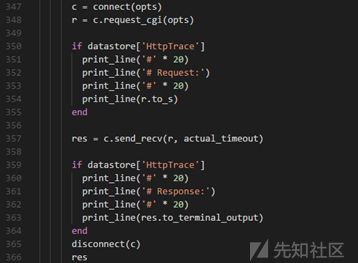 347 c = connect(opts)
348 r = c.request_cgi(opts)
349
350 if datastore['HttpTrace']
351 print_line('#' * 20)
352 print_line('# Request:')
353 print_line('#' * 20)
354 print_line(r.to_s)
355 end
356
357 res = c.send_recv(r, actual_timeout)
358
359 if datastore['HttpTrace']
360 print_line('#' * 20)
361 print_line('# Response:')
362 print_line('#' * 20)
363 print_line(res.to_terminal_output)
364 end
365 disconnect(c)
366 res
先知社区